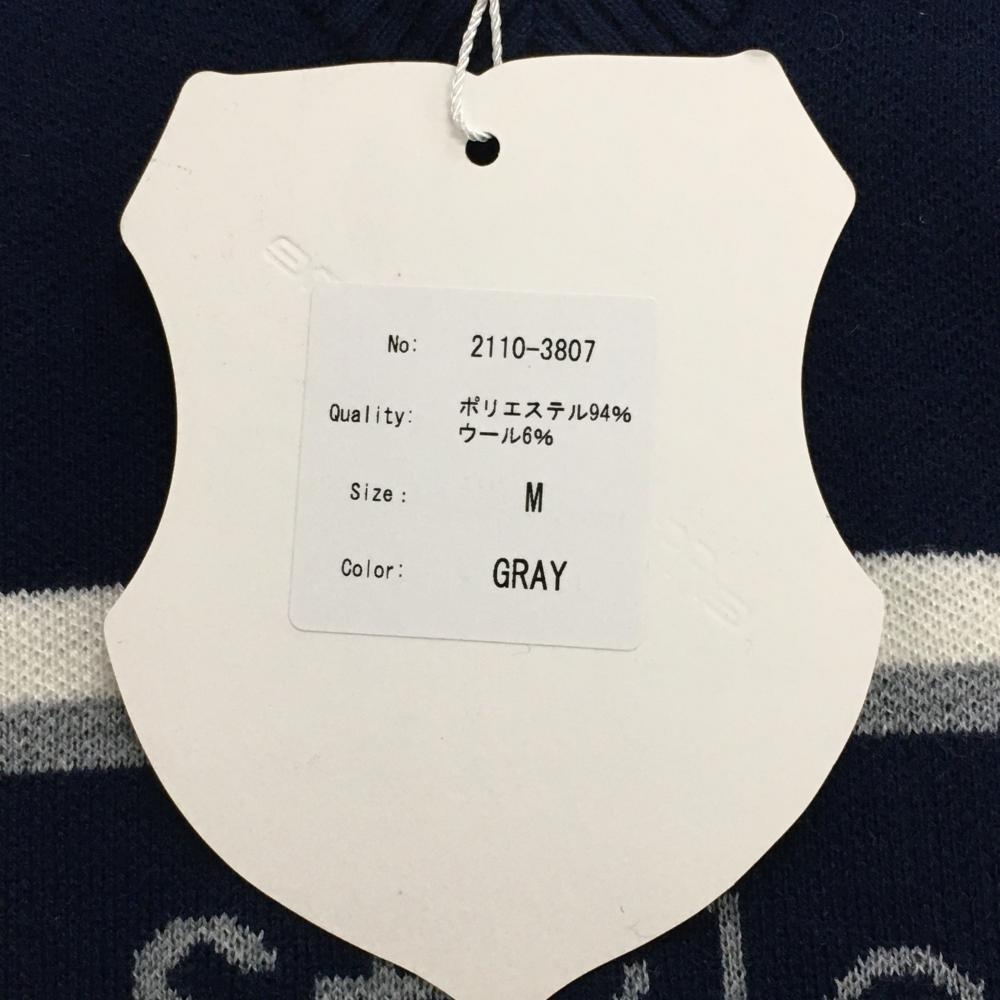 No: 2110-3807
Quality: ポリエステル94%
ウール6%
Size: M
Color: GRAY